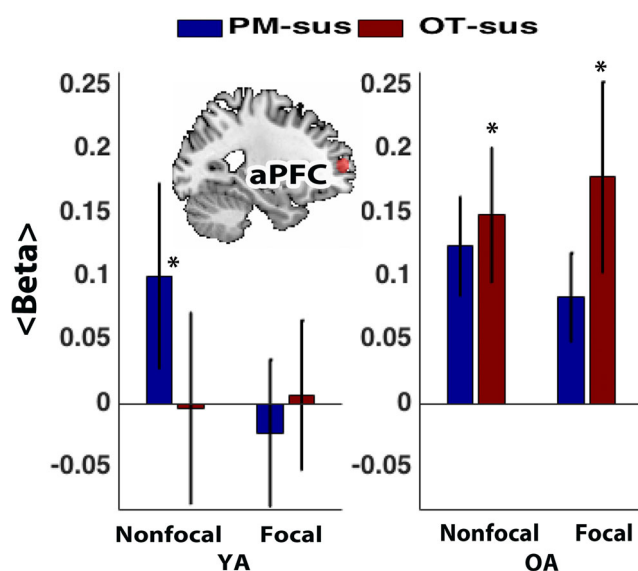 PM-sus OT-sus
0.25 0.25
* 
0.2 0.2
*
aPFC
0.15 0.15
*
0.1 0.1
<Beta>
0.05 0.05
0 0
-0.05 -0.05
Nonfocal Focal Nonfocal Focal
YA OA